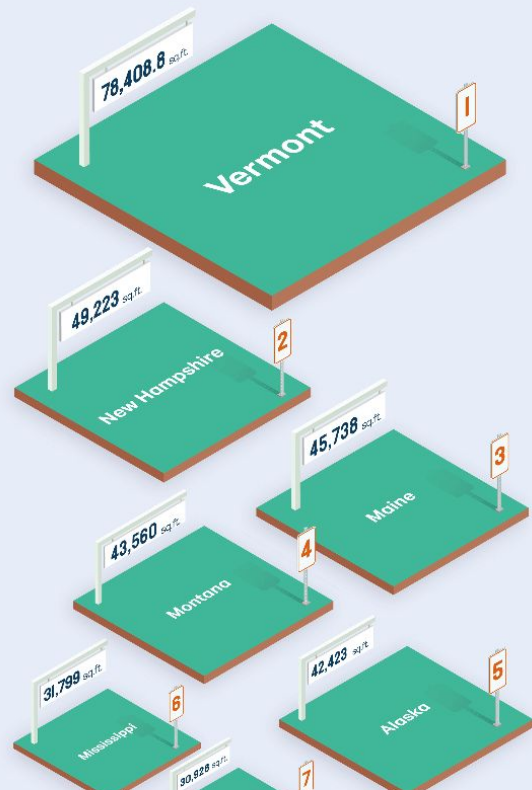 78,408.8 sq.ft.
1
Vermont
49,223 sq.ft.
2
New Hampshire
45,738 sq.ft.
3
Maine
43,560 sq.ft.
4
Montana
42,423 sq.ft.
5
Alaska
31,799 sq.ft.
6
Mississippi
30,928 sq.ft.
7